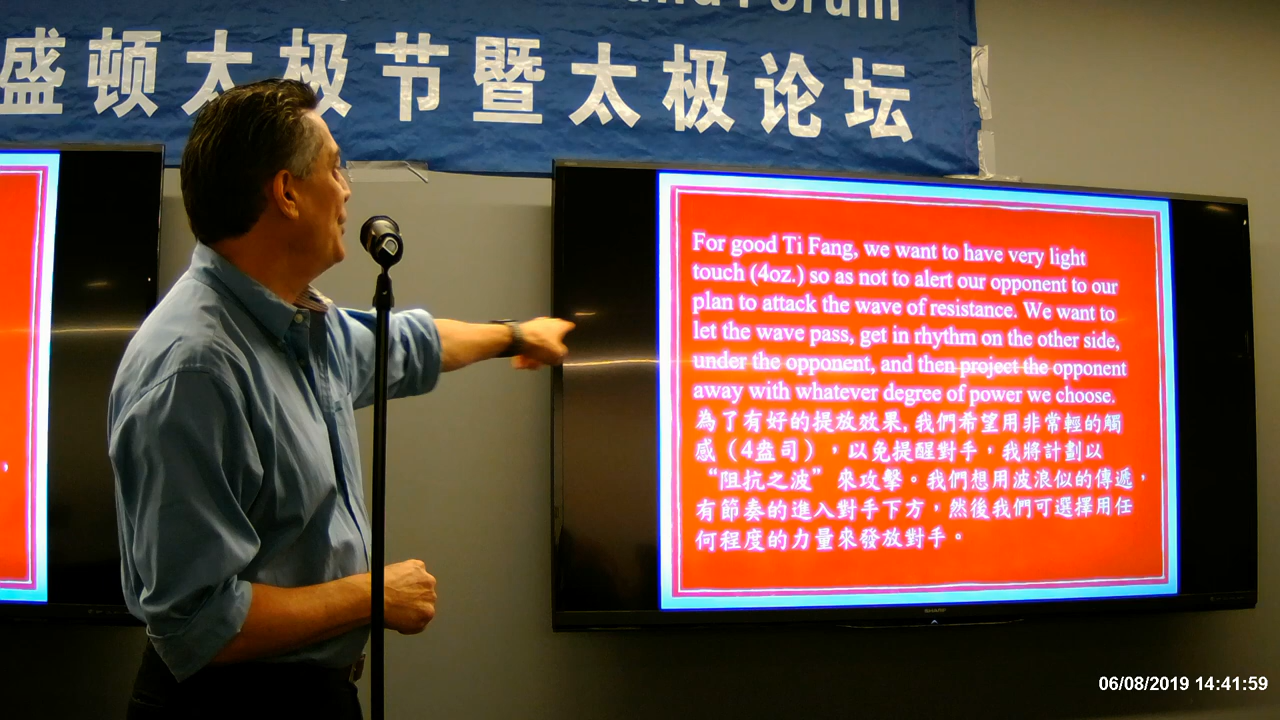 Forum
盛顿太极节暨太极论坛
For good Ti Fang, we want to have very light
touch (4oz.) so as not to alert our opponent to our
plan to attack the wave of resistance. We want to
let the wave pass, get in rhythm on the other side,
under the opponent, and then project the opponent
away with whatever degree of power we choose.
為了有好的提放效果,我們希望用非常輕的觸
感（4盎司），以免提醒對手，我將計劃以
“阻抗之波”來攻擊。我們想用波浪似的傳遞，
有節奏的進入對手下方，然後我們可選擇用任
何程度的力量來發放對手。
SHARP
06/08/2019 14:41:59